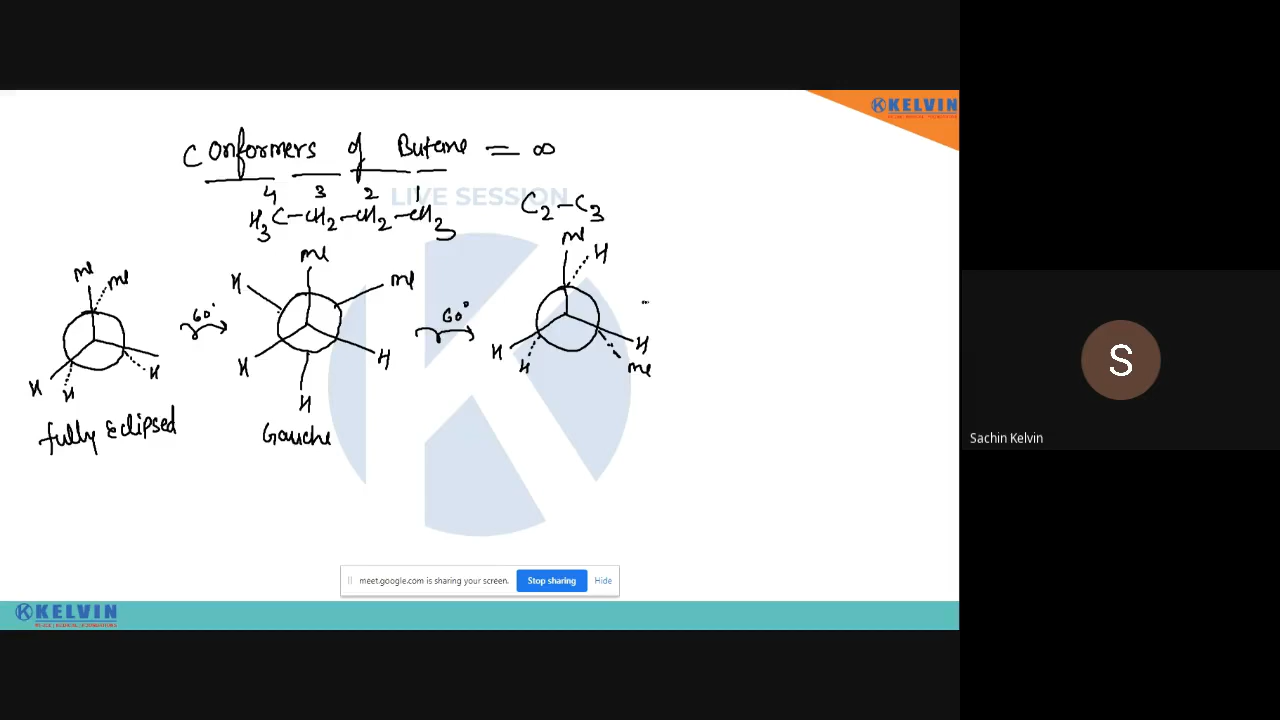 KELVIN
Conformers of Butane = ∞
LIVE SESSION
4 3 2 1
H3C-CH2-CH2-CH3
C2-C3
me me
H H H
fully Eclipsed
60°
me
H me
H H
H
Gauche
60°
me H
H H
H me
meet.google.com is sharing your screen. Stop sharing Hide
KELVIN
S
Sachin Kelvin